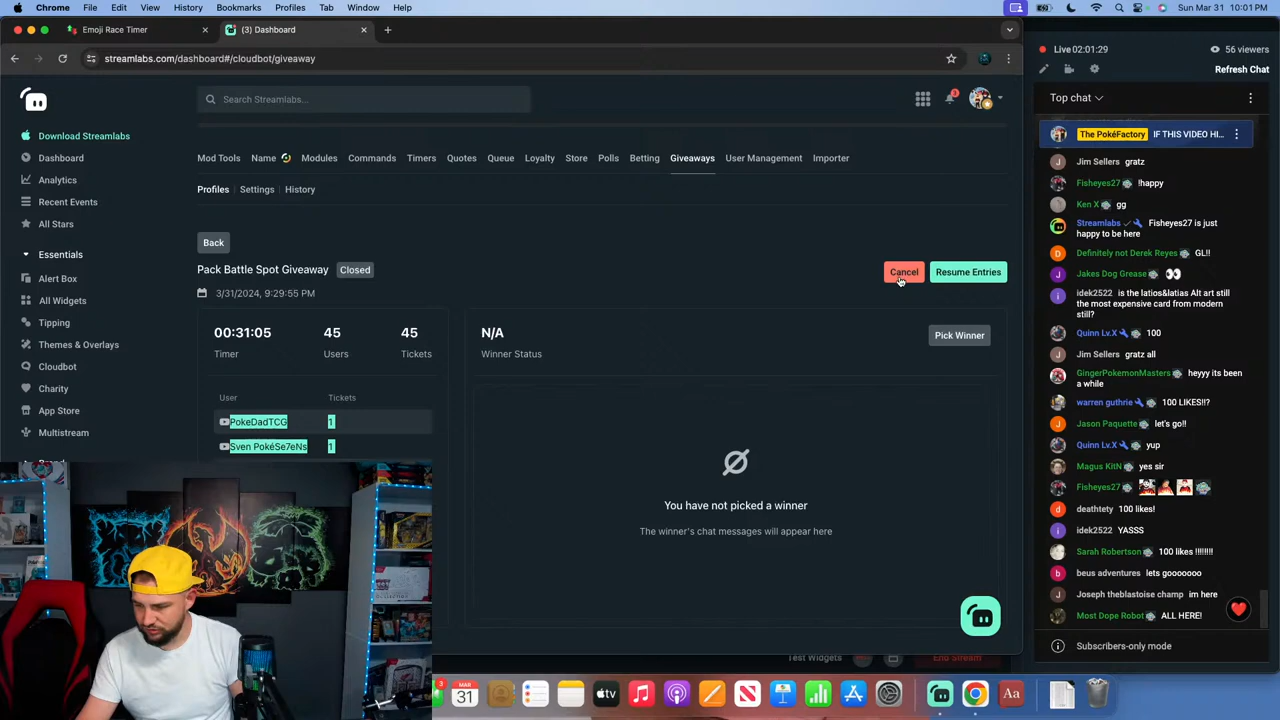 Chrome File Edit View History Bookmarks Profiles Tab Window Help
Sun Mar 31 10:01 PM
Emoji Race Timer
(3) Dashboard
streamlabs.com/dashboard#/cloudbot/giveaway
Search Streamlabs...
3
Download Streamlabs
Dashboard
Analytics
Recent Events
All Stars
Essentials
Alert Box
All Widgets
Tipping
Themes & Overlays
Cloudbot
Charity
App Store
Multistream
Mod Tools Name Modules Commands Timers Quotes Queue Loyalty Store Polls Betting Giveaways User Management Importer
Profiles Settings History
Back
Pack Battle Spot Giveaway Closed
Cancel Resume Entries
3/31/2024, 9:29:55 PM
00:31:05 45 45
Timer Users Tickets
User Tickets
PokeDadTCG 1
Sven PokéSe7eNs 1
N/A
Winner Status
Pick Winner
You have not picked a winner
The winner's chat messages will appear here
Test Widgets
End Stream
Live 02:01:29 56 viewers
Refresh Chat
Top chat
The PokéFactory IF THIS VIDEO HI...
Jim Sellers gratz
Fisheyes27 !happy
Ken X gg
Streamlabs Fisheyes27 is just
happy to be here
Definitely not Derek Reyes GL!!
Jakes Dog Grease 👀
idek2522 is the latios&latias Alt art still
the most expensive card from modern
still?
Quinn Lv.X 100
Jim Sellers gratz all
GingerPokemonMasters heyyy its been
a while
warren guthrie 100 LIKES!!?
Jason Paquette let's go!!
Quinn Lv.X yup
Magus KitN yes sir
Fisheyes27
deathtety 100 likes!
idek2522 YASSS
Sarah Robertson 100 likes !!!!!!!!
beus adventures lets gooooooo
Joseph theblastoise champ im here
Most Dope Robot ALL HERE!
Subscribers-only mode
3
MAR
31
tv
Aa